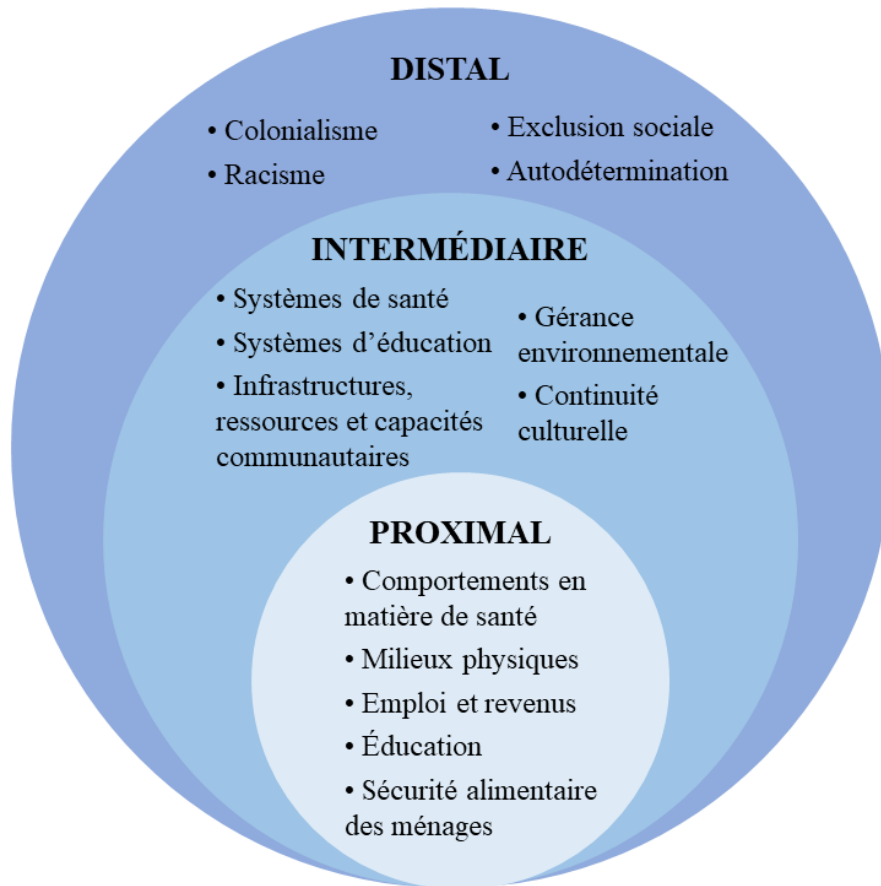 DISTAL
• Colonialisme
• Racisme
• Exclusion sociale
• Autodétermination
INTERMÉDIAIRE
• Systèmes de santé
• Systèmes d’éducation
• Infrastructures,
ressources et capacités
communautaires
• Gérance
environnementale
• Continuité
culturelle
PROXIMAL
• Comportements en
matière de santé
• Milieux physiques
• Emploi et revenus
• Éducation
• Sécurité alimentaire
des ménages